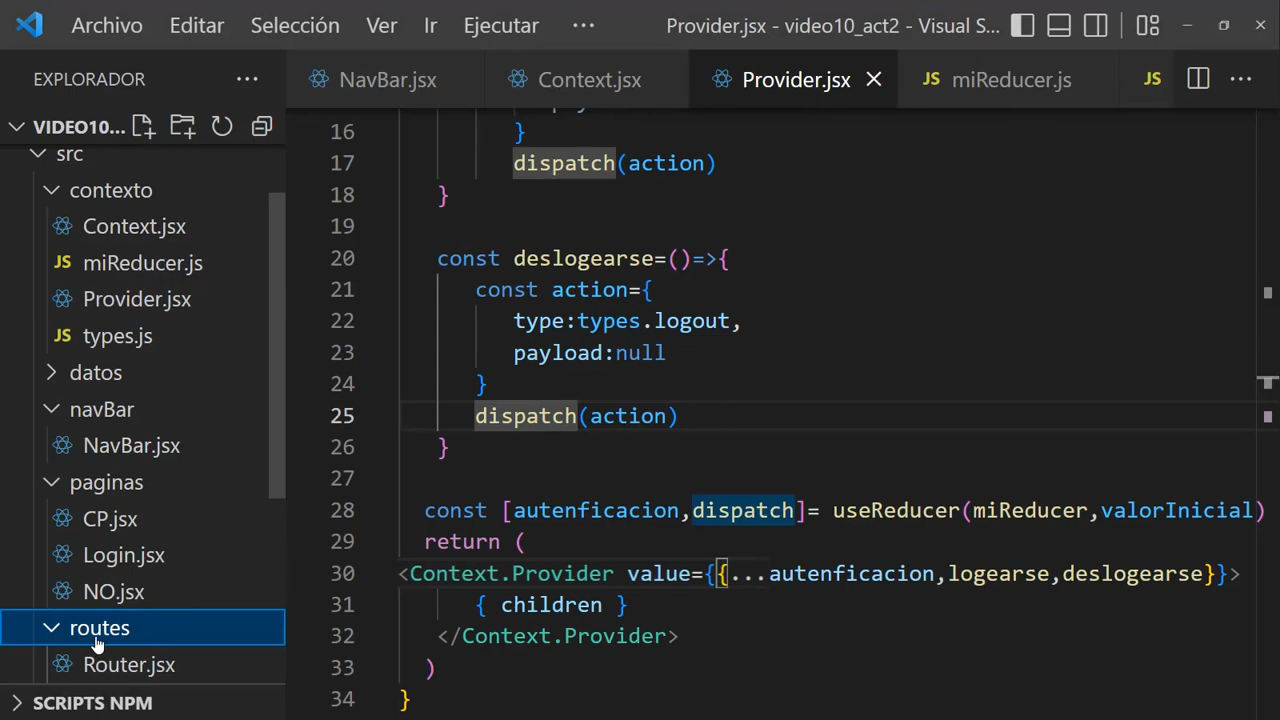 Archivo Editar Selección Ver Ir Ejecutar ··· Provider.jsx - video10_act2 - Visual S...
EXPLORADOR ···
NavBar.jsx Context.jsx Provider.jsx miReducer.js JS ···
VIDEO10...
src
contexto
Context.jsx
JS miReducer.js
Provider.jsx
JS types.js
datos
navBar
NavBar.jsx
paginas
CP.jsx
Login.jsx
NO.jsx
routes
Router.jsx
SCRIPTS NPM
16 }
17 dispatch(action)
18 }
19
20 const deslogearse=()=>{
21 const action={
22 type:types.logout,
23 payload:null
24 }
25 dispatch(action)
26 }
27
28 const [autenficacion,dispatch]= useReducer(miReducer,valorInicial)
29 return (
30 <Context.Provider value={{...autenficacion,logearse,deslogearse}}>
31 { children }
32 </Context.Provider>
33 )
34 }